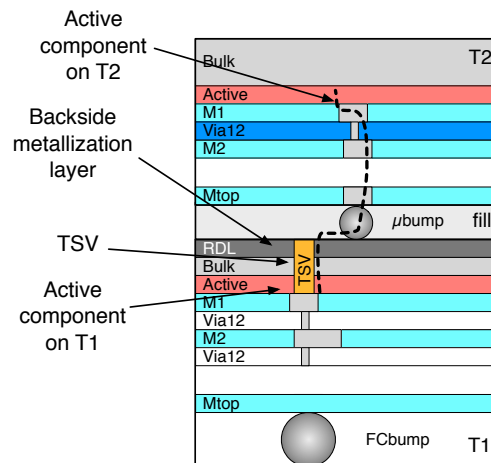 Active
component
on T2
Backside
metallization
layer
TSV
Active
component
on T1
T2
Bulk
Active
M1
Via12
M2
Mtop
µbump
fill
RDL
Bulk
TSV
Active
M1
Via12
M2
Via12
Mtop
FCbump
T1